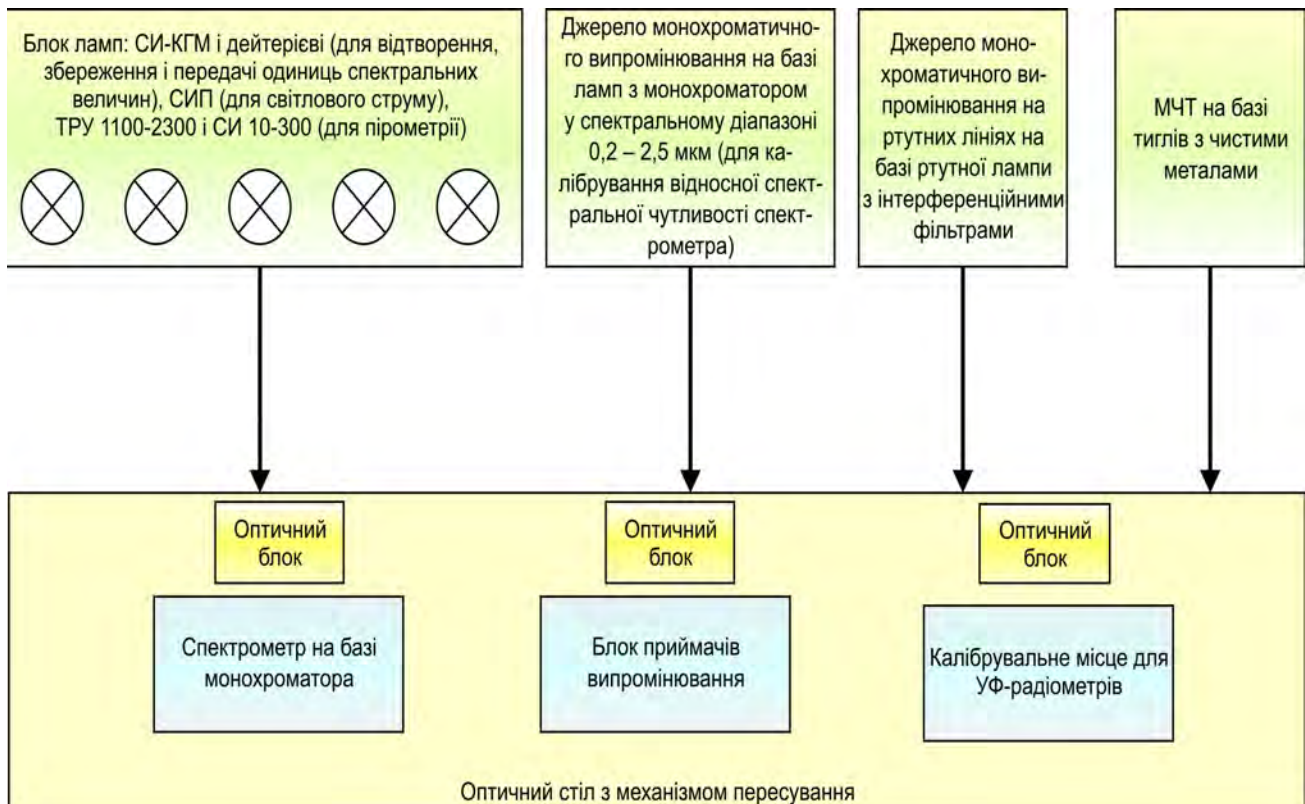 Блок ламп: СИ-КГМ і дейтерієві (для відтворення,
збереження і передачі одиниць спектральних
величин), СИП (для світлового струму),
ТРУ 1100-2300 і СИ 10-300 (для пірометрії)
Джерело монохроматично-
го випромінювання на базі
ламп з монохроматором
у спектральному діапазоні
0,2 – 2,5 мкм (для ка-
лібрування відносної спект-
ральної чутливості спект-
рометра)
Джерело моно-
хроматичного ви-
промінювання на
ртутних лініях на
базі ртутної лампи
з інтерференційними
фільтрами
МЧТ на базі
тиглів з чистими
металами
Оптичний
блок
Оптичний
блок
Оптичний
блок
Спектрометр на базі
монохроматора
Блок приймачів
випромінювання
Калібрувальне місце для
УФ-радіометрів
Оптичний стіл з механізмом пересування